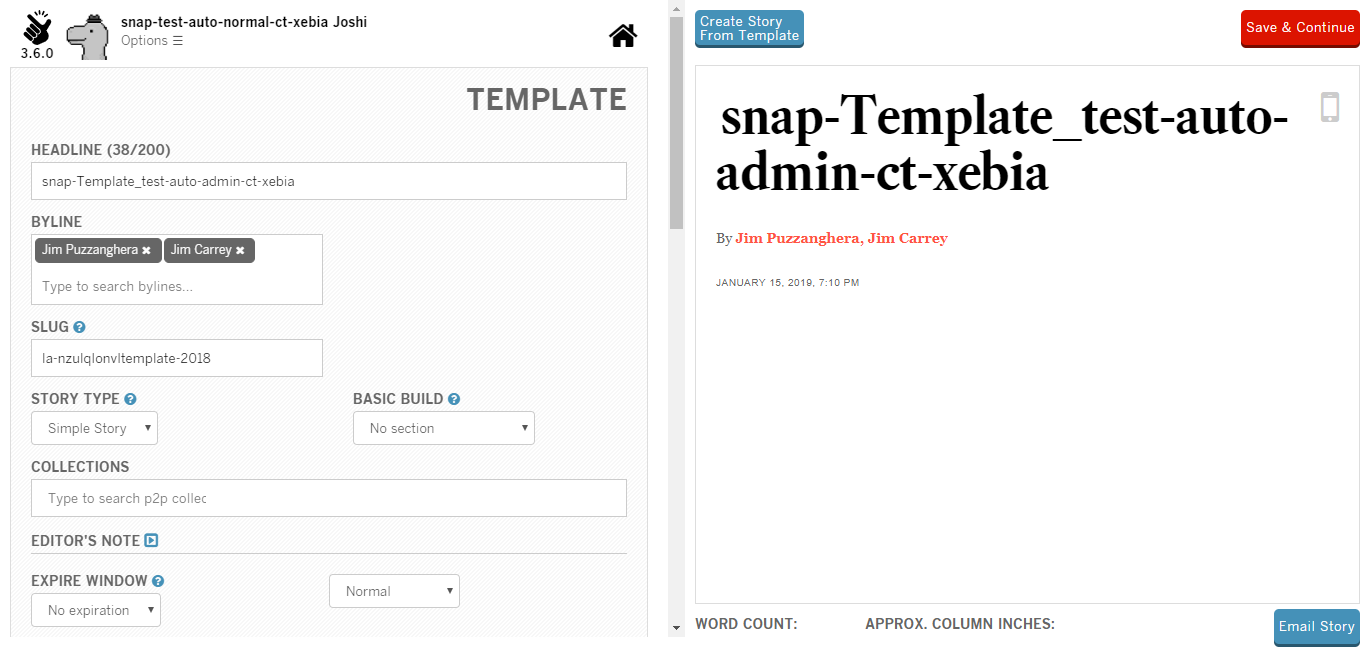 snap-test-auto-normal-ct-xebia Joshi
Options ☰
3.6.0
TEMPLATE
HEADLINE (38/200)
snap-Template_test-auto-admin-ct-xebia
BYLINE
Jim Puzzanghera ✖ Jim Carrey ✖
Type to search bylines...
SLUG ?
la-nzulqlonvltemplate-2018
STORY TYPE ? BASIC BUILD ?
Simple Story No section
COLLECTIONS
Type to search p2p collec
EDITOR'S NOTE
EXPIRE WINDOW ?
Normal
No expiration
Create Story
From Template
Save & Continue
snap-Template_test-auto-
admin-ct-xebia
By Jim Puzzanghera, Jim Carrey
JANUARY 15, 2019, 7:10 PM
WORD COUNT: APPROX. COLUMN INCHES:
Email Story